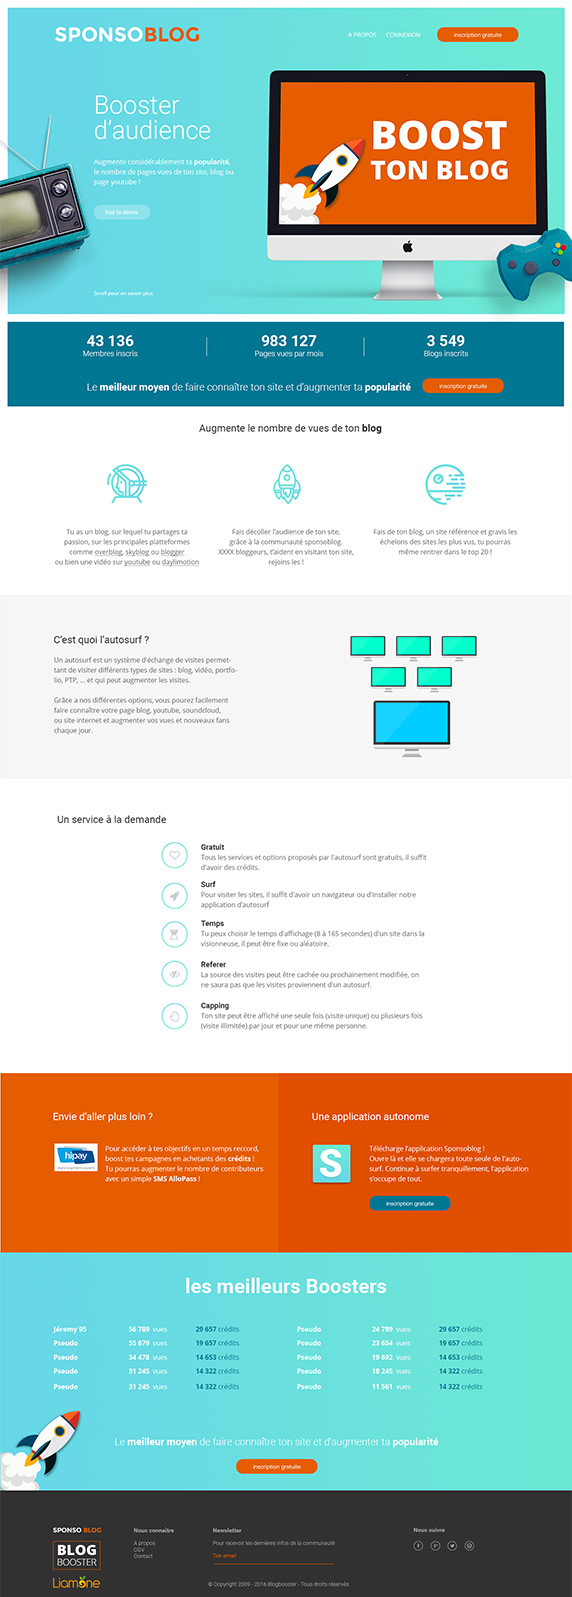 SPONSOBLOG
A PROPOS CONNEXION inscription gratuite
Booster
d'audience
Augmente considérablement ta popularité,
le nombre de pages vues de ton site, blog ou
page youtube !
Voir la démo
Scroll pour en savoir plus
BOOST
TON BLOG
43 136
Membres inscris
983 127
Pages vues par mois
3 549
Blogs inscrits
Le meilleur moyen de faire connaître ton site et d'augmenter ta popularité
inscription gratuite
Augmente le nombre de vues de ton blog
Tu as un blog, sur lequel tu partages ta
passion, sur les principales plateformes
comme overblog, skyblog ou blogger
ou bien une vidéo sur youtube ou daylimotion
Fais décoller l'audience de ton site,
grâce à la communauté sponsoblog.
XXXX bloggeurs, t'aident en visitant ton site,
rejoins les !
Fais de ton blog, un site référence et gravis les
échelons des sites les plus vus, tu pourras
même rentrer dans le top 20 !
C'est quoi l'autosurf ?
Un autosurf est un système d'échange de visites permet-
tant de visiter différents types de sites : blog, vidéo, portfo-
lio, PTP, ... et qui peut augmenter les visites.
Grâce a nos différentes options, vous pourez facilement
faire connaître votre page blog, youtube, soundcloud,
ou site internet et augmenter vos vues et nouveaux fans
chaque jour.
Un service à la demande
Gratuit
Tous les services et options proposés par l'autosurf sont gratuits, il suffit
d'avoir des crédits.
Surf
Pour visiter les sites, il suffit d'avoir un navigateur ou d'installer notre
application d'autosurf
Temps
Tu peux choisir le temps d'affichage (8 à 165 secondes) d'un site dans la
visionneuse, il peut être fixe ou aléatoire.
Referer
La source des visites peut être cachée ou prochainement modifiée, on
ne saura pas que les visites proviennent d'un autosurf.
Capping
Ton site peut être affiché une seule fois (visite unique) ou plusieurs fois
(visite illimitée) par jour et pour une même personne.
Envie d'aller plus loin ?
hipay
Pour accéder à tes objectifs en un temps reccord,
boost tes campagnes en achetants des crédits !
Tu pourras augmenter le nombre de contributeurs
avec un simple SMS AlloPass !
Une application autonome
S
Télécharge l'application Sponsoblog !
Ouvre là et elle se chargera toute seule de l'auto-
surf. Continue à surfer tranquillement, l'application
s'occupe de tout.
inscription gratuite
les meilleurs Boosters
Jéremy 95 56 789 vues 29 657 crédits Pseudo 24 789 vues 29 657 crédits
Pseudo 55 679 vues 19 657 crédits Pseudo 23 654 vues 19 657 crédits
Pseudo 34 478 vues 14 653 crédits Pseudo 19 692 vues 14 653 crédits
Pseudo 31 245 vues 14 322 crédits Pseudo 18 245 vues 14 322 crédits
Pseudo 31 245 vues 14 322 crédits Pseudo 11 561 vues 14 322 crédits
Le meilleur moyen de faire connaître ton site et d'augmenter ta popularité
inscription gratuite
SPONSO BLOG
BLOG
BOOSTER
Liamone
Nous connaitre
A propos
CGV
Contact
Newsletter
Pour recevoir les dernières infos de la communauté
Ton email
Nous suivre
© Copyright 2009 - 2016 Blogbooster - Tous droits réservés